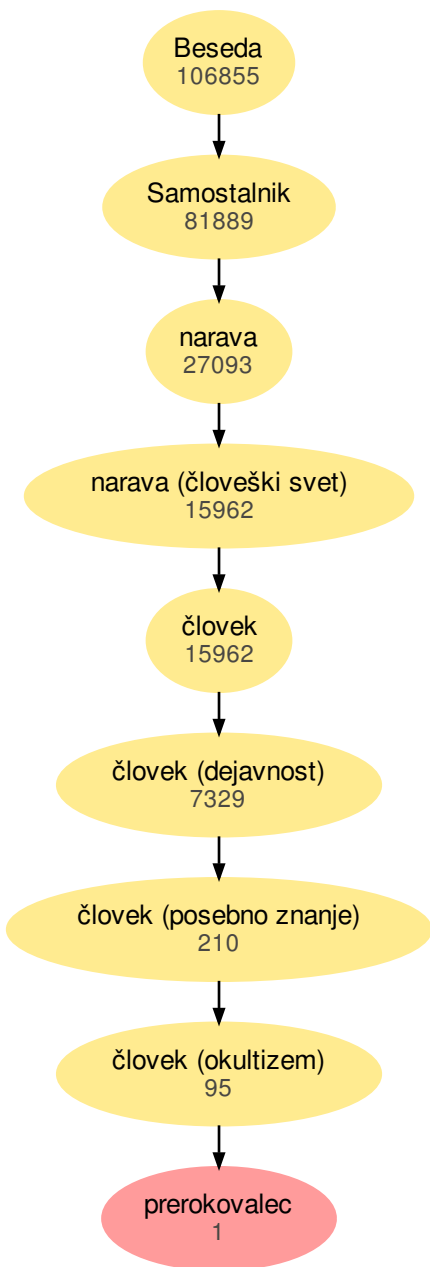 Beseda
106855
Samostalnik
81889
narava
27093
narava (človeški svet)
15962
človek
15962
človek (dejavnost)
7329
človek (posebno znanje)
210
človek (okultizem)
95
prerokovalec
1